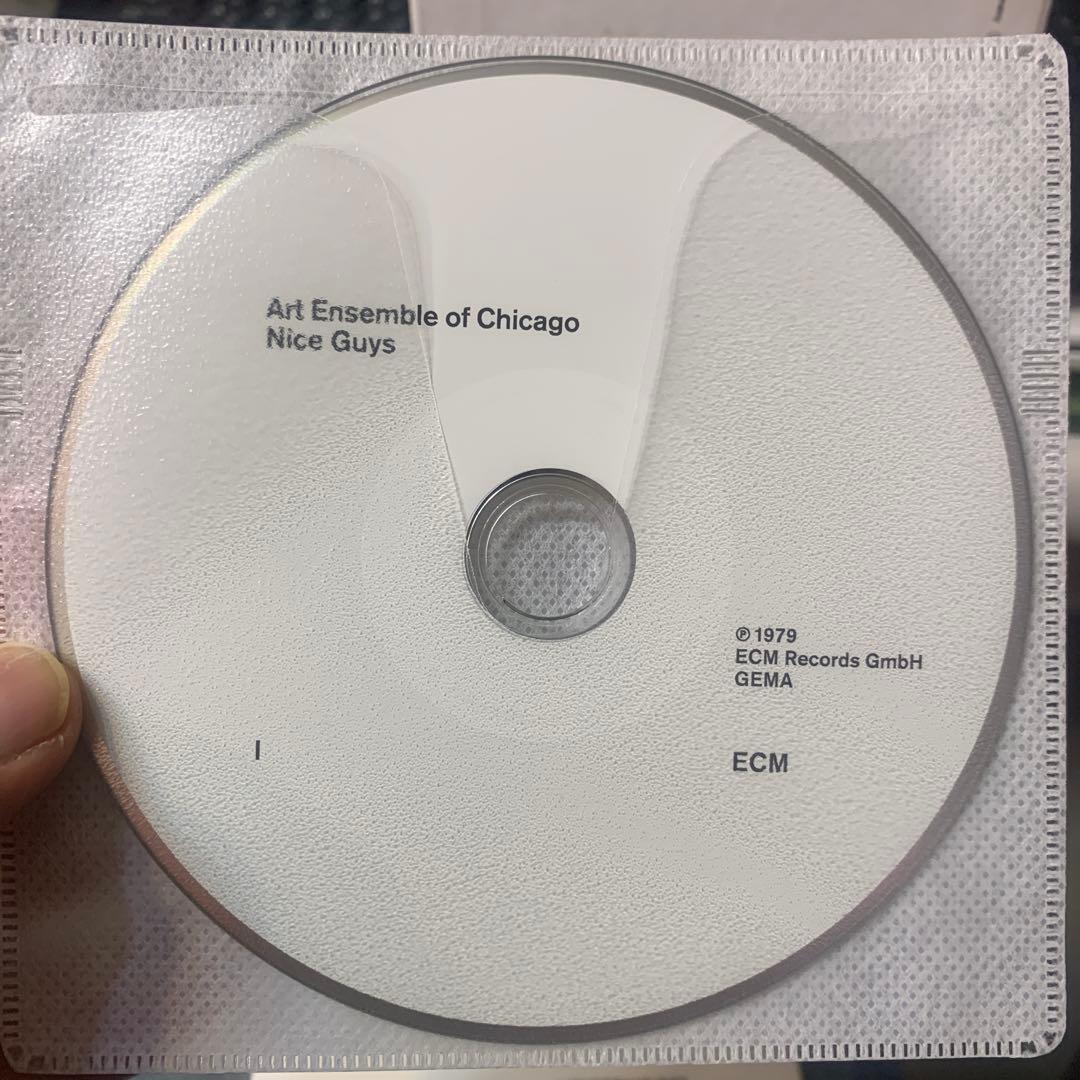 Art Ensemble of Chicago
Nice Guys
℗ 1979
ECM Records GmbH
GEMA
I
ECM